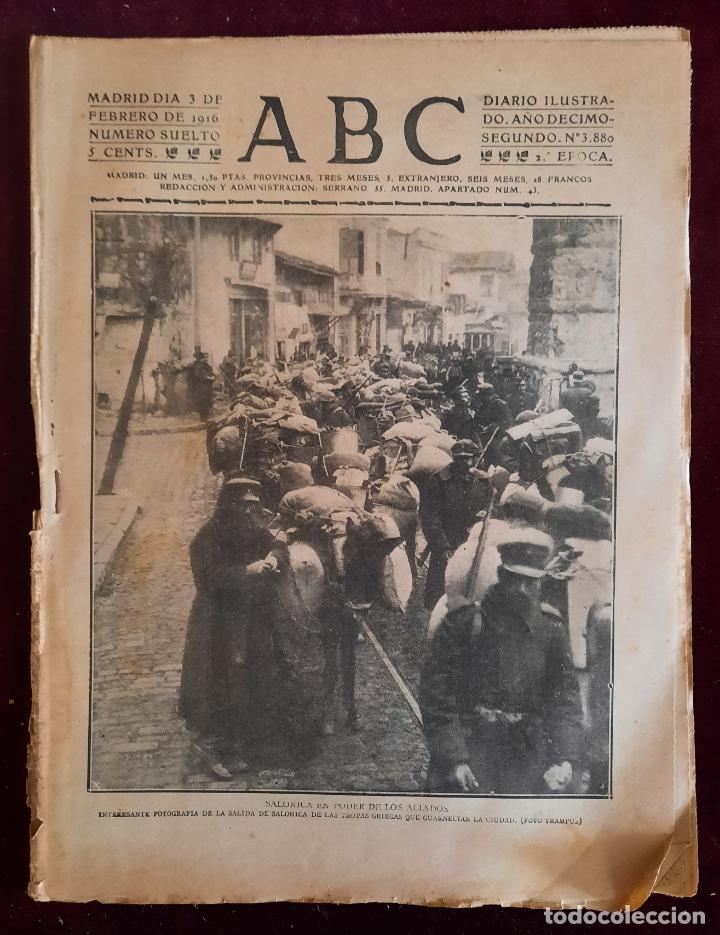 MADRID DIA 3 DE
FEBRERO DE 1916
NUMERO SUELTO
5 CENTS.
ABC
DIARIO ILUSTRA-
DO. AÑO DECIMO-
SEGUNDO. Nº 3.880
2.ª EPOCA.
MADRID: UN MES, 1,50 PTAS. PROVINCIAS, TRES MESES, 5. EXTRANJERO, SEIS MESES, 18 FRANCOS
REDACCION Y ADMINISTRACION: SERRANO 55. MADRID. APARTADO NUM. 43.
SALONICA EN PODER DE LOS ALIADOS
INTERESANTE FOTOGRAFIA DE LA SALIDA DE SALONICA DE LAS TROPAS GRIEGAS QUE GUARNECIAN LA CIUDAD. (FOTO TRAMPUS)
todocoleccion.net